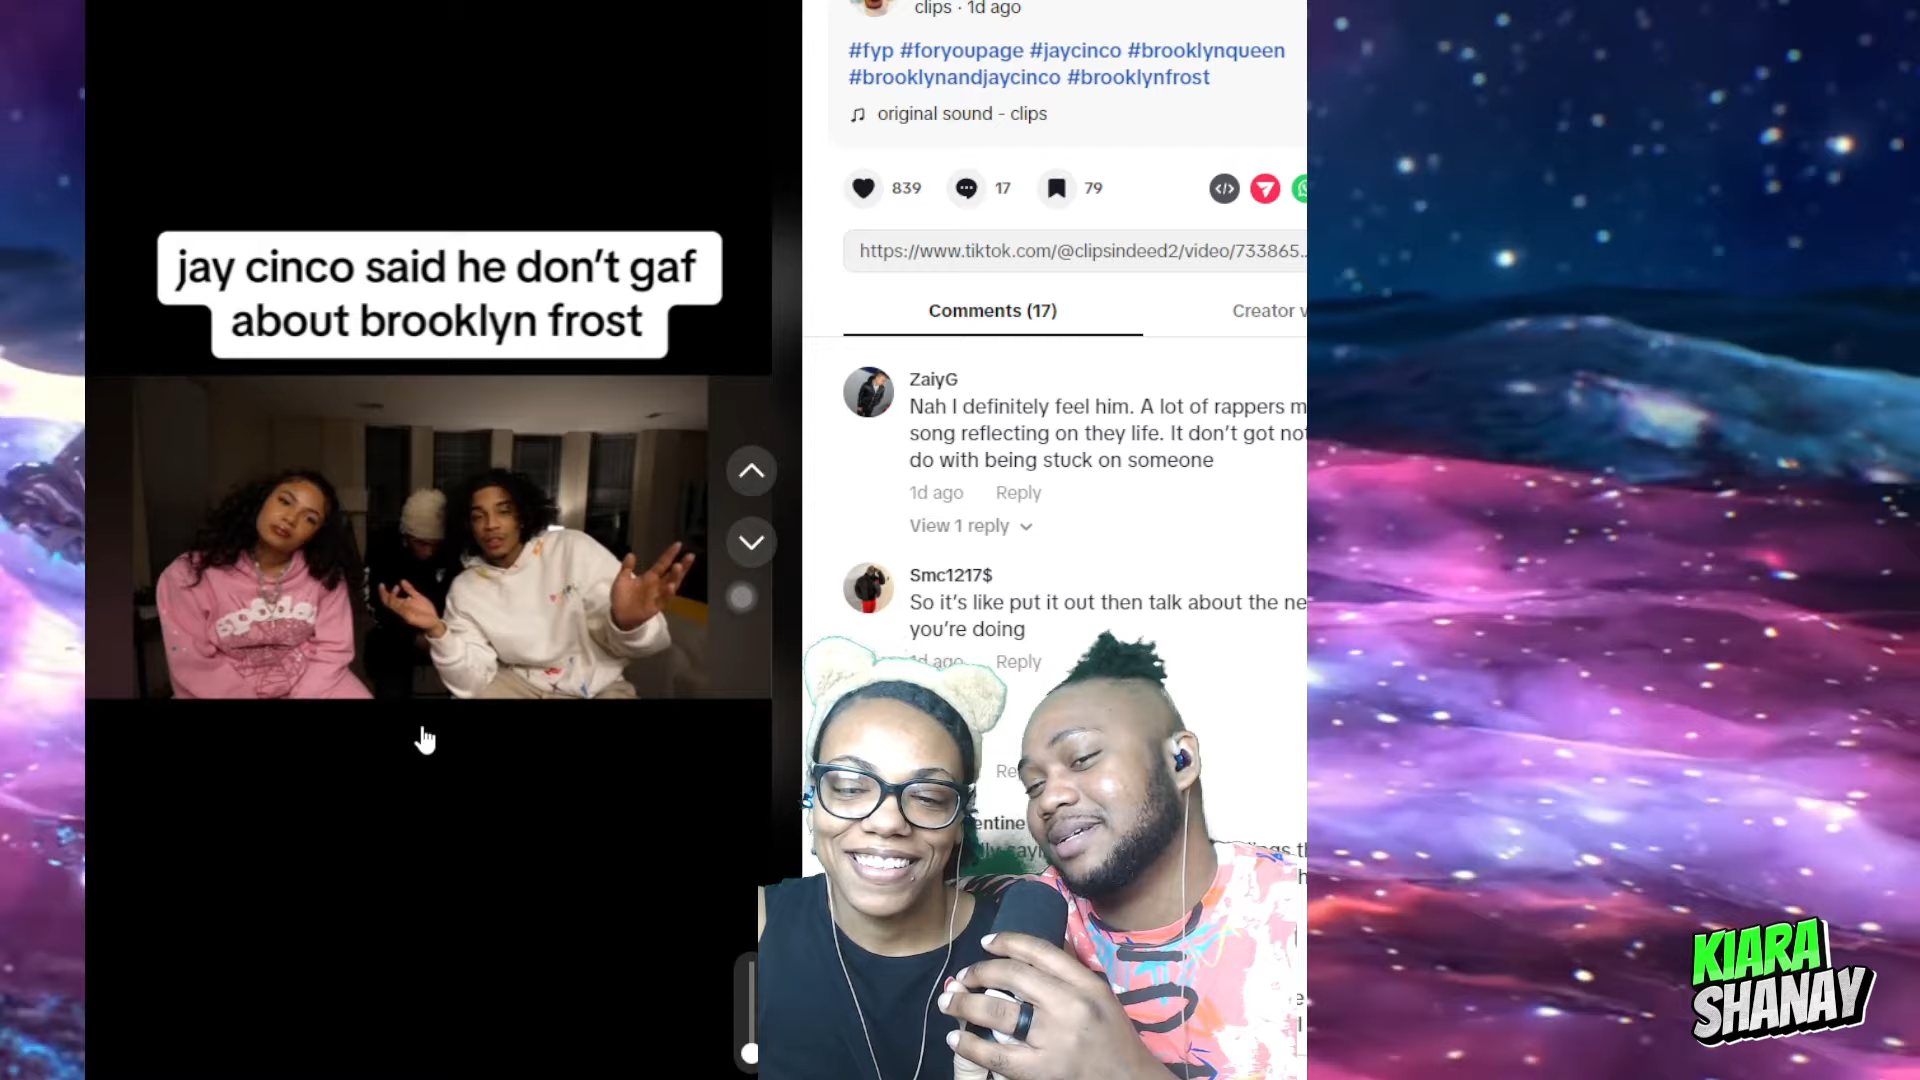 jay cinco said he don't gaf
about brooklyn frost
clips · 1d ago
#fyp #foryoupage #jaycinco #brooklynqueen
#brooklynandjaycinco #brooklynfrost
original sound - clips
839 17 79
https://www.tiktok.com/@clipsindeed2/video/733865...
Comments (17) Creator
ZaiyG
Nah I definitely feel him. A lot of rappers
song reflecting on they life. It don't got
do with being stuck on someone
1d ago Reply
View 1 reply
Smc1217$
So it's like put it out then talk about the
you're doing
1d ago Reply
KIARA
SHANAY